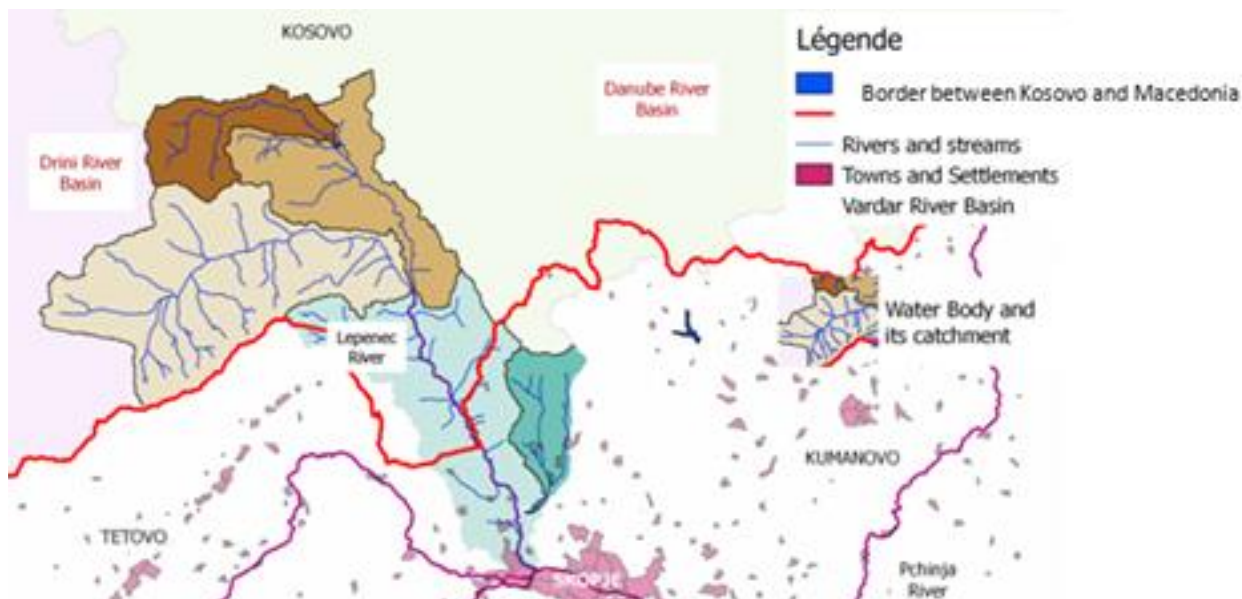 KOSOVO
Danube River
Basin
Drini River
Basin
Lepenec
River
TETOVO
SKOPJE
KUMANOVO
Pchinja
River
Légende
Border between Kosovo and Macedonia
Rivers and streams
Towns and Settlements
Vardar River Basin
Water Body and
its catchment